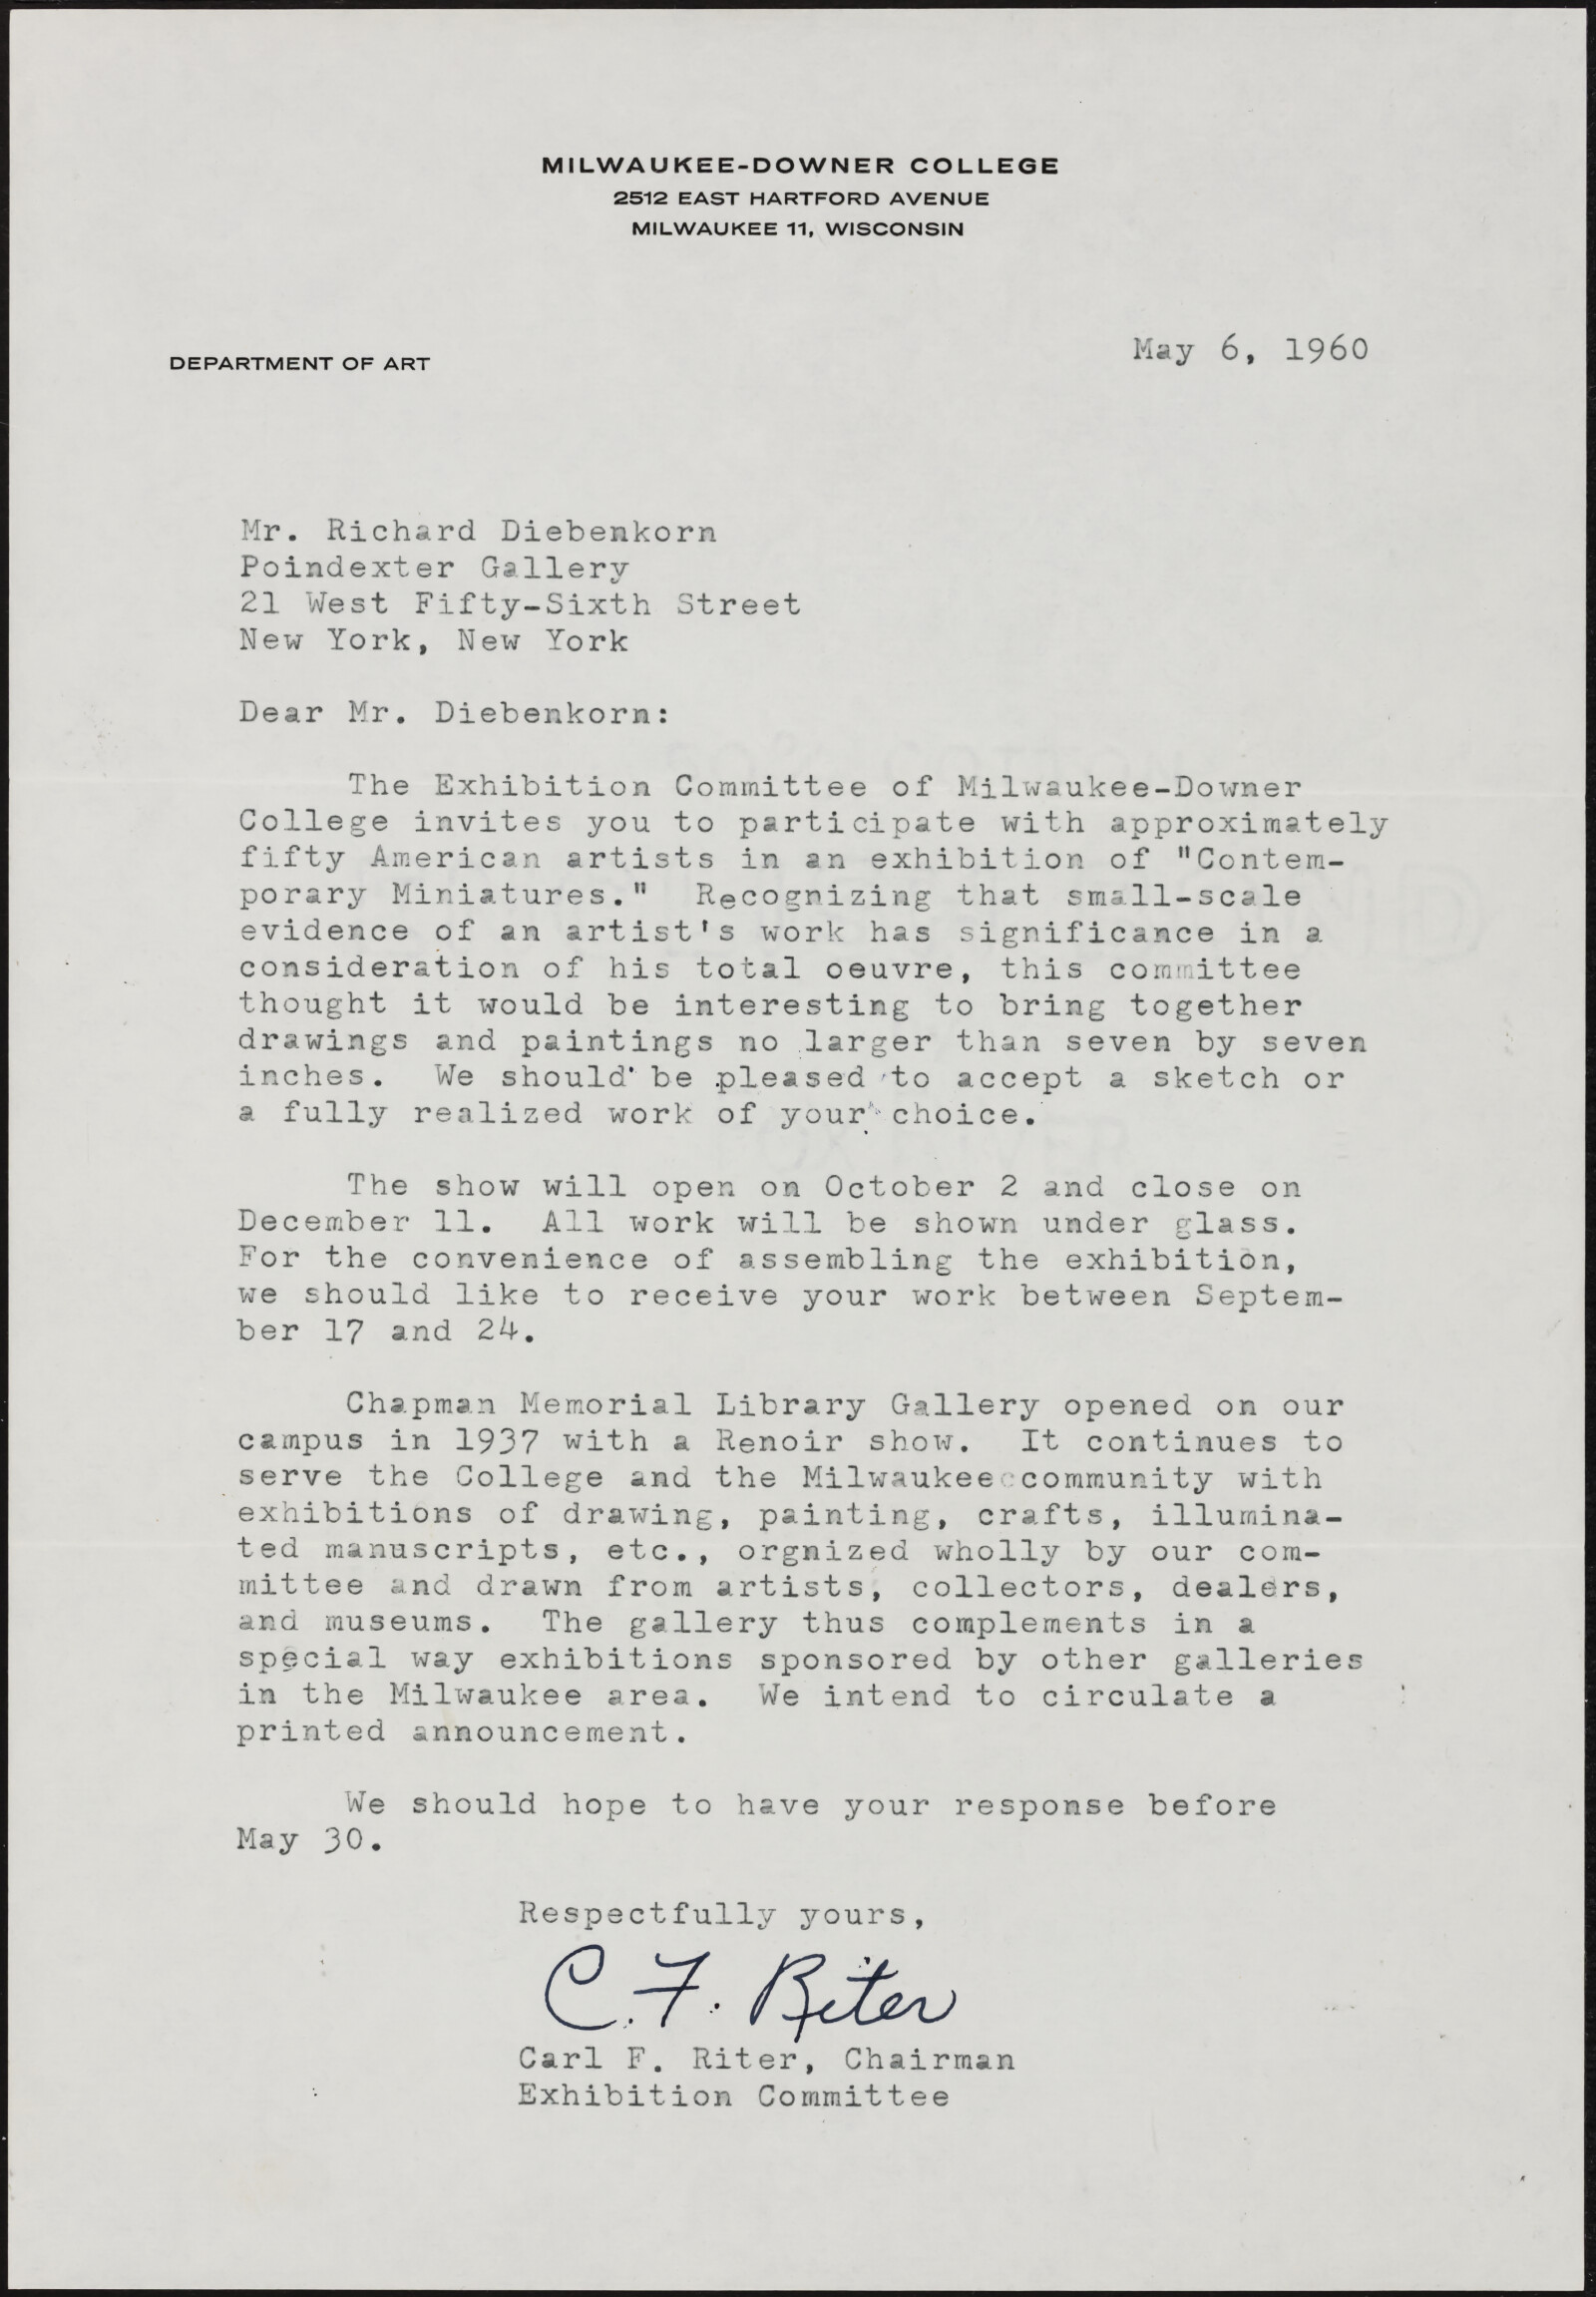 MILWAUKEE-DOWNER COLLEGE
2512 EAST HARTFORD AVENUE
MILWAUKEE 11, WISCONSIN
DEPARTMENT OF ART
May 6, 1960
Mr. Richard Diebenkorn
Poindexter Gallery
21 West Fifty-Sixth Street
New York, New York
Dear Mr. Diebenkorn:
The Exhibition Committee of Milwaukee-Downer
College invites you to participate with approximately
fifty American artists in an exhibition of "Contem-
porary Miniatures." Recognizing that small-scale
evidence of an artist's work has significance in a
consideration of his total oeuvre, this committee
thought it would be interesting to bring together
drawings and paintings no larger than seven by seven
inches. We should be pleased to accept a sketch or
a fully realized work of your choice.
The show will open on October 2 and close on
December 11. All work will be shown under glass.
For the convenience of assembling the exhibition,
we should like to receive your work between Septem-
ber 17 and 24.
Chapman Memorial Library Gallery opened on our
campus in 1937 with a Renoir show. It continues to
serve the College and the Milwaukee community with
exhibitions of drawing, painting, crafts, illumina-
ted manuscripts, etc., orgnized wholly by our com-
mittee and drawn from artists, collectors, dealers,
and museums. The gallery thus complements in a
special way exhibitions sponsored by other galleries
in the Milwaukee area. We intend to circulate a
printed announcement.
We should hope to have your response before
May 30.
Respectfully yours,
C. F. Riter
Carl F. Riter, Chairman
Exhibition Committee